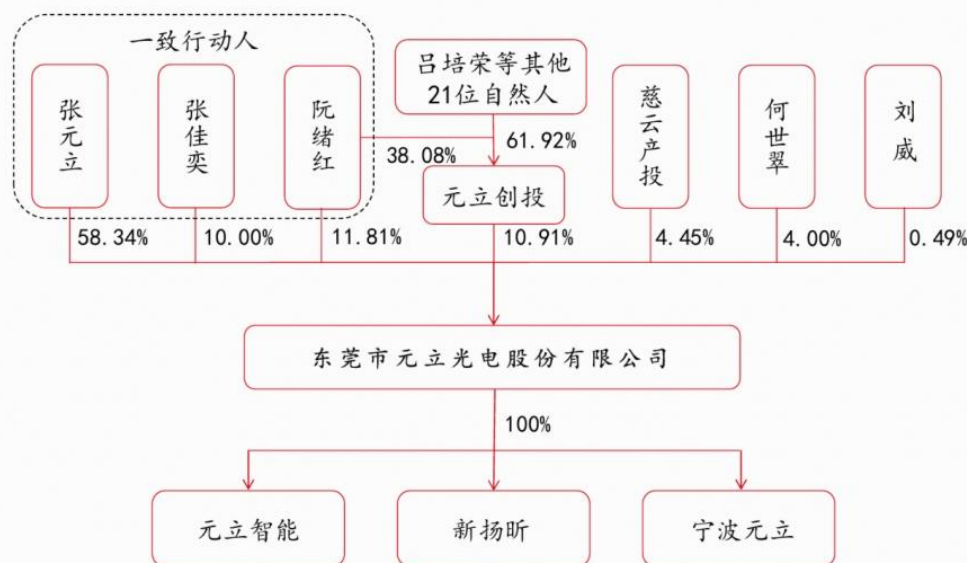 一致行动人
张元立
张佳奕
阮绪红
吕培荣等其他
21位自然人
慈云产投
何世翠
刘威
38.08%
61.92%
元立创投
58.34%
10.00%
11.81%
10.91%
4.45%
4.00%
0.49%
东莞市元立光电股份有限公司
100%
元立智能
新扬昕
宁波元立